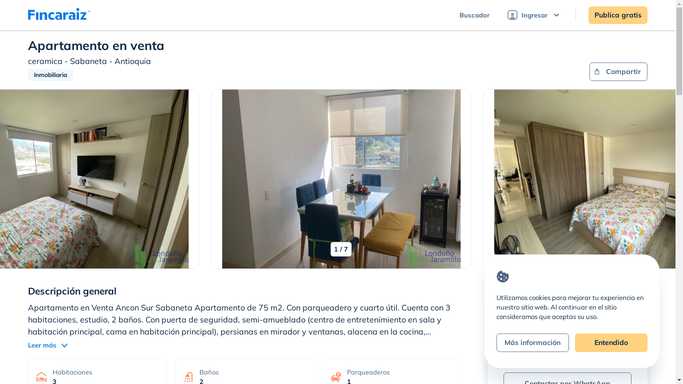 Fincaraiz
Buscador
Ingresar
Publica gratis
Apartamento en venta
ceramica - Sabaneta - Antioquia
Inmobiliaria
Compartir
1 / 7
Londoño
Jaramillo
Londoño
Jaramillo
Descripción general
Apartamento en Venta Ancon Sur Sabaneta Apartamento de 75 m2. Con parqueadero y cuarto útil. Cuenta con 3
habitaciones, estudio, 2 baños. Con puerta de seguridad, semi-amueblado (centro de entretenimiento en sala y
habitación principal, cama en habitación principal), persianas en mirador y ventanas, alacena en la cocina,...
Leer más
Habitaciones
3
Baños
2
Parqueaderos
1
Utilizamos cookies para mejorar tu experiencia en
nuestro sitio web. Al continuar en el sitio
consideramos que aceptas su uso.
Más información
Entendido
Contactar por WhatsApp